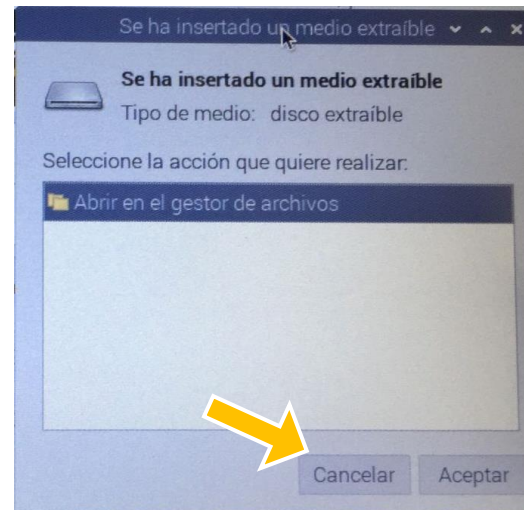 Se ha insertado un medio extraíble
Se ha insertado un medio extraíble
Tipo de medio: disco extraíble
Seleccione la acción que quiere realizar:
Abrir en el gestor de archivos
Cancelar Aceptar